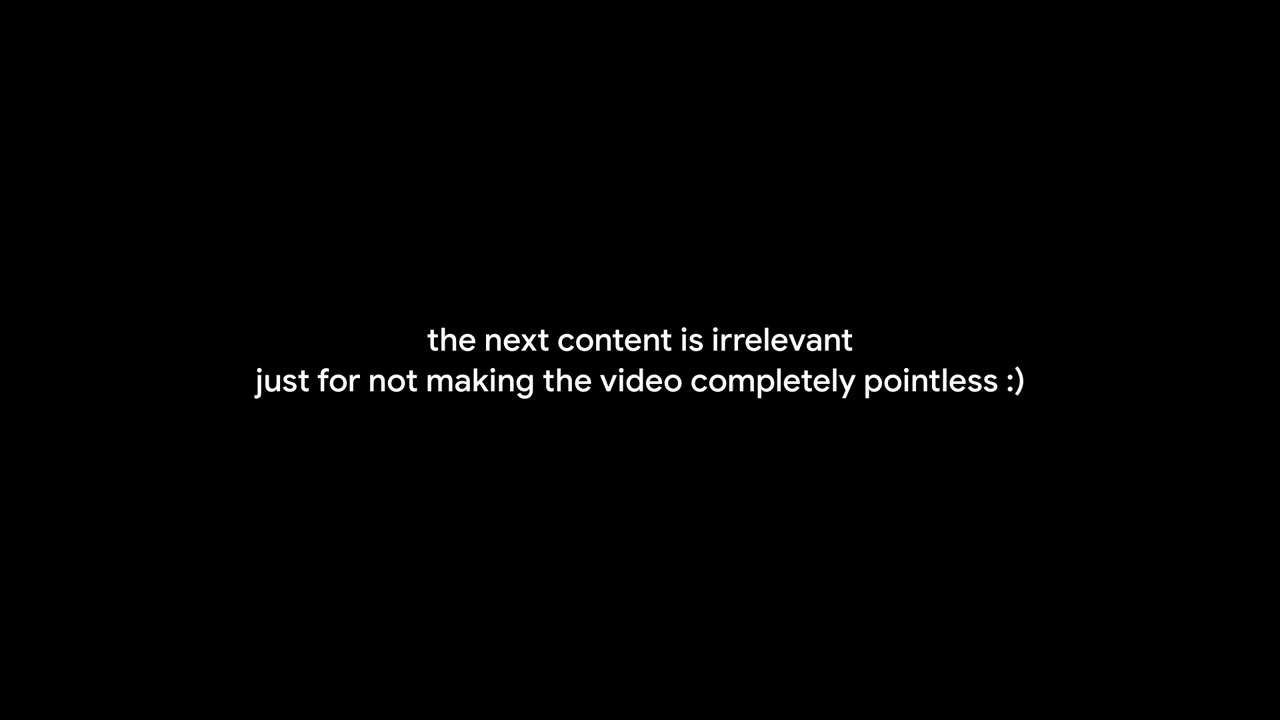 the next content is irrelevant
just for not making the video completely pointless :)